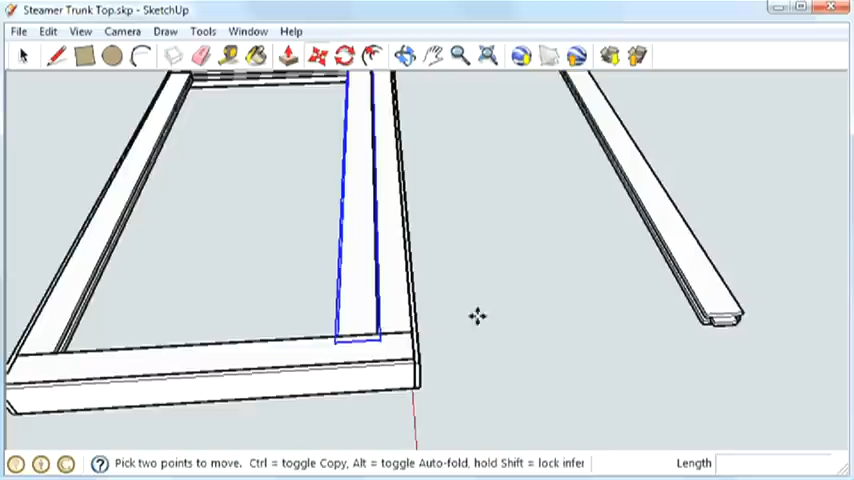 Steamer Trunk Top.skp - SketchUp
File Edit View Camera Draw Tools Window Help
Pick two points to move. Ctrl = toggle Copy, Alt = toggle Auto-fold, hold Shift = lock infer
Length